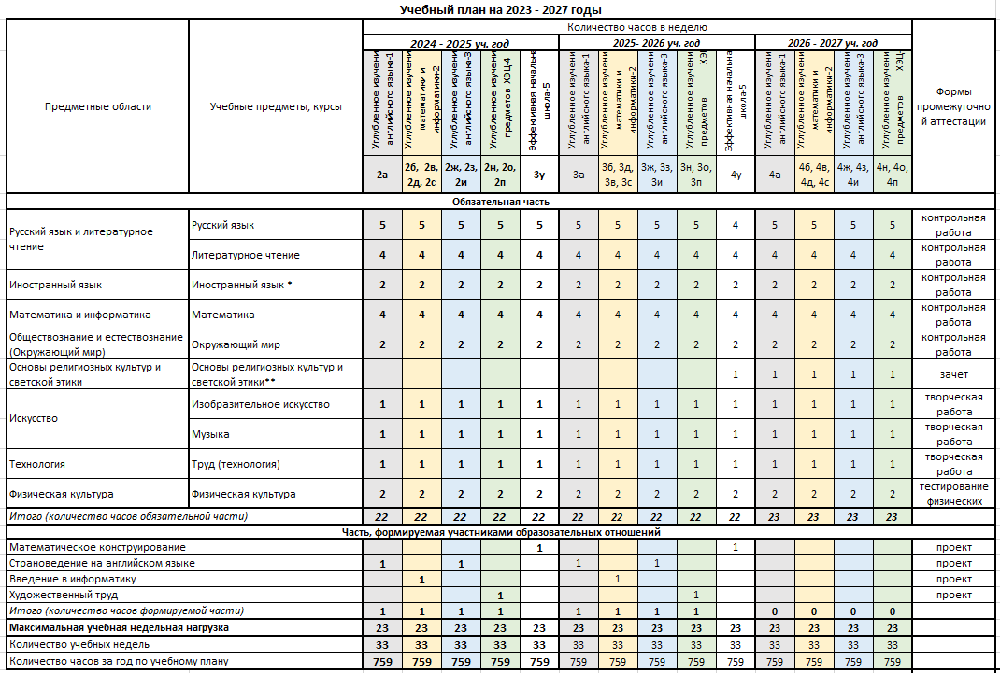 Учебный план на 2023 - 2027 годы
Предметные области
Учебные предметы, курсы
Количество часов в неделю
Формы
промежуточно
й аттестации
2024 - 2025 уч. год
2025- 2026 уч. год
2026 - 2027 уч. год
Углубленное изучени
английского языка-1
Углубленное изучени
математики и
информатики-2
Углубленное изучени
английского языка-3
Углубленное изучени
предметов ХЭЦ-4
Эффективная начальна
школа-5
Углубленное изучени
английского языка-1
Углубленное изучени
математики и
информатики-2
Углубленное изучени
английского языка-3
Углубленное изучени
предметов ХЭ
Эффективная начальна
школа-5
Углубленное изучени
английского языка-1
Углубленное изучени
математики и
информатики-2
Углубленное изучени
английского языка-3
Углубленное изучени
предметов ХЭЦ-
2а
2б, 2в,
2д, 2с
2ж, 2з,
2и
2н, 2о,
2п
3у
3а
3б, 3д,
3в, 3с
3ж, 3з,
3и
3н, 3о,
3п
4у
4а
4б, 4в,
4д, 4с
4ж, 4з,
4и
4н, 4о,
4п
Обязательная часть
Русский язык и литературное
чтение
Русский язык 5 5 5 5 5 5 5 5 5 4 5 5 5 5 контрольная
работа
Литературное чтение 4 4 4 4 4 4 4 4 4 4 4 4 4 4 контрольная
работа
Иностранный язык Иностранный язык * 2 2 2 2 2 2 2 2 2 2 2 2 2 2 контрольная
работа
Математика и информатика Математика 4 4 4 4 4 4 4 4 4 4 4 4 4 4 контрольная
работа
Обществознание и естествознание
(Окружающий мир)
Окружающий мир 2 2 2 2 2 2 2 2 2 2 2 2 2 2 контрольная
работа
Основы религиозных культур и
светской этики
Основы религиозных культур и
светской этики**
1 1 1 1 1 зачет
Искусство
Изобразительное искусство 1 1 1 1 1 1 1 1 1 1 1 1 1 1 творческая
работа
Музыка 1 1 1 1 1 1 1 1 1 1 1 1 1 1 творческая
работа
Технология Труд (технология) 1 1 1 1 1 1 1 1 1 1 1 1 1 1 творческая
работа
Физическая культура Физическая культура 2 2 2 2 2 2 2 2 2 2 2 2 2 2 тестирование
физических
Итого (количество часов обязательной части) 22 22 22 22 22 22 22 22 22 22 23 23 23 23
Часть, формируемая участниками образовательных отношений
Математическое конструирование 1 1 проект
Страноведение на английском языке 1 1 1 1 проект
Введение в информатику 1 1 проект
Художественный труд 1 1 проект
Итого (количество часов формируемой части) 1 1 1 1 1 1 1 1 0 0 0 0
Максимальная учебная недельная нагрузка 23 23 23 23 23 23 23 23 23 23 23 23 23 23
Количество учебных недель 33 33 33 33 33 33 33 33 33 33 33 33 33 33
Количество часов за год по учебному плану 759 759 759 759 759 759 759 759 759 759 759 759 759 759